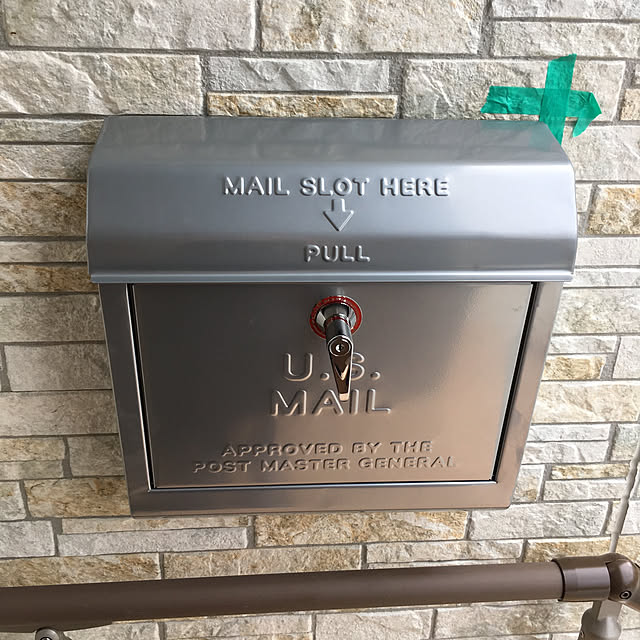 MAIL SLOT HERE
PULL
U.S.
MAIL
APPROVED BY THE
POST MASTER GENERAL